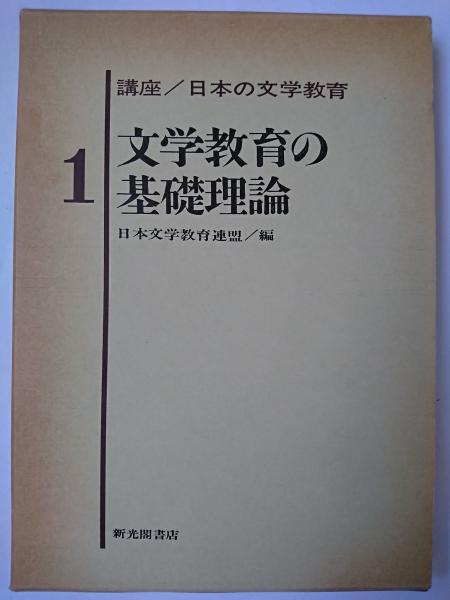 講座/日本の文学教育
1
文学教育の
基礎理論
日本文学教育連盟/編
新光閣書店